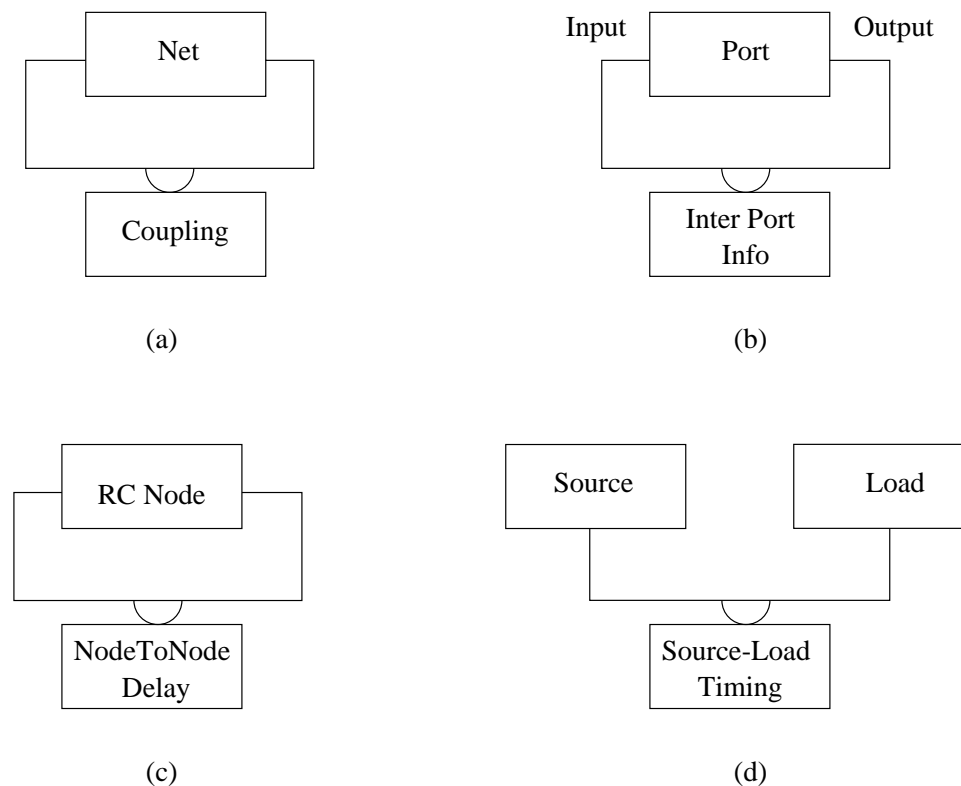 Net
Coupling
(a)
Input
Port
Output
Inter Port
Info
(b)
RC Node
NodeToNode
Delay
(c)
Source
Load
Source-Load
Timing
(d)